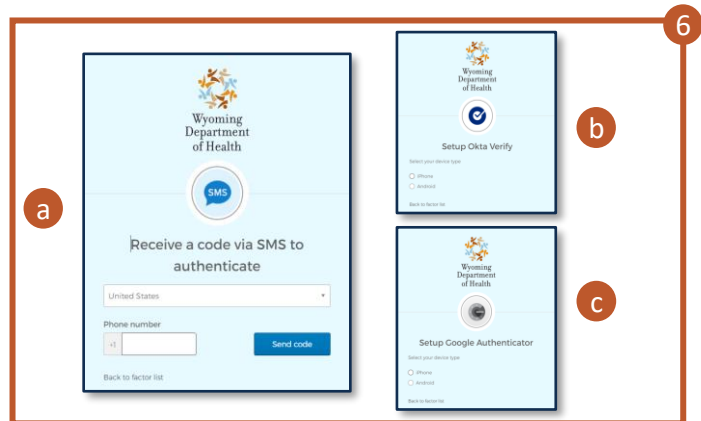 6
a
Wyoming
Department
of Health
SMS
Receive a code via SMS to
authenticate
United States
Phone number
+1
Send code
Back to factor list
b
Wyoming
Department
of Health
Setup Okta Verify
Select your device type
iPhone
Android
Back to factor list
c
Wyoming
Department
of Health
Setup Google Authenticator
Select your device type
iPhone
Android
Back to factor list